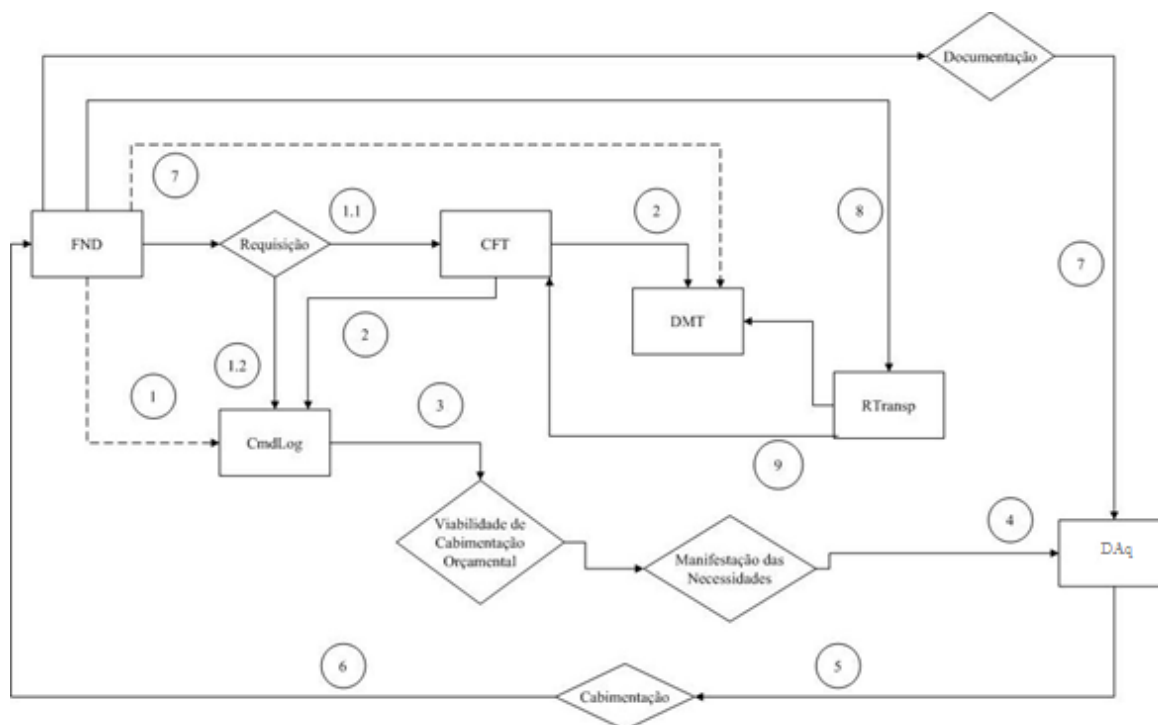 Documentação
7
1.1
2
8
FND
Requisição
CFT
7
DMT
2
1.2
1
3
RTransp
CmdLog
9
4
Viabilidade de
Cabimentação
Orçamental
Manifestação das
Necessidades
DAq
6
5
Cabimentação